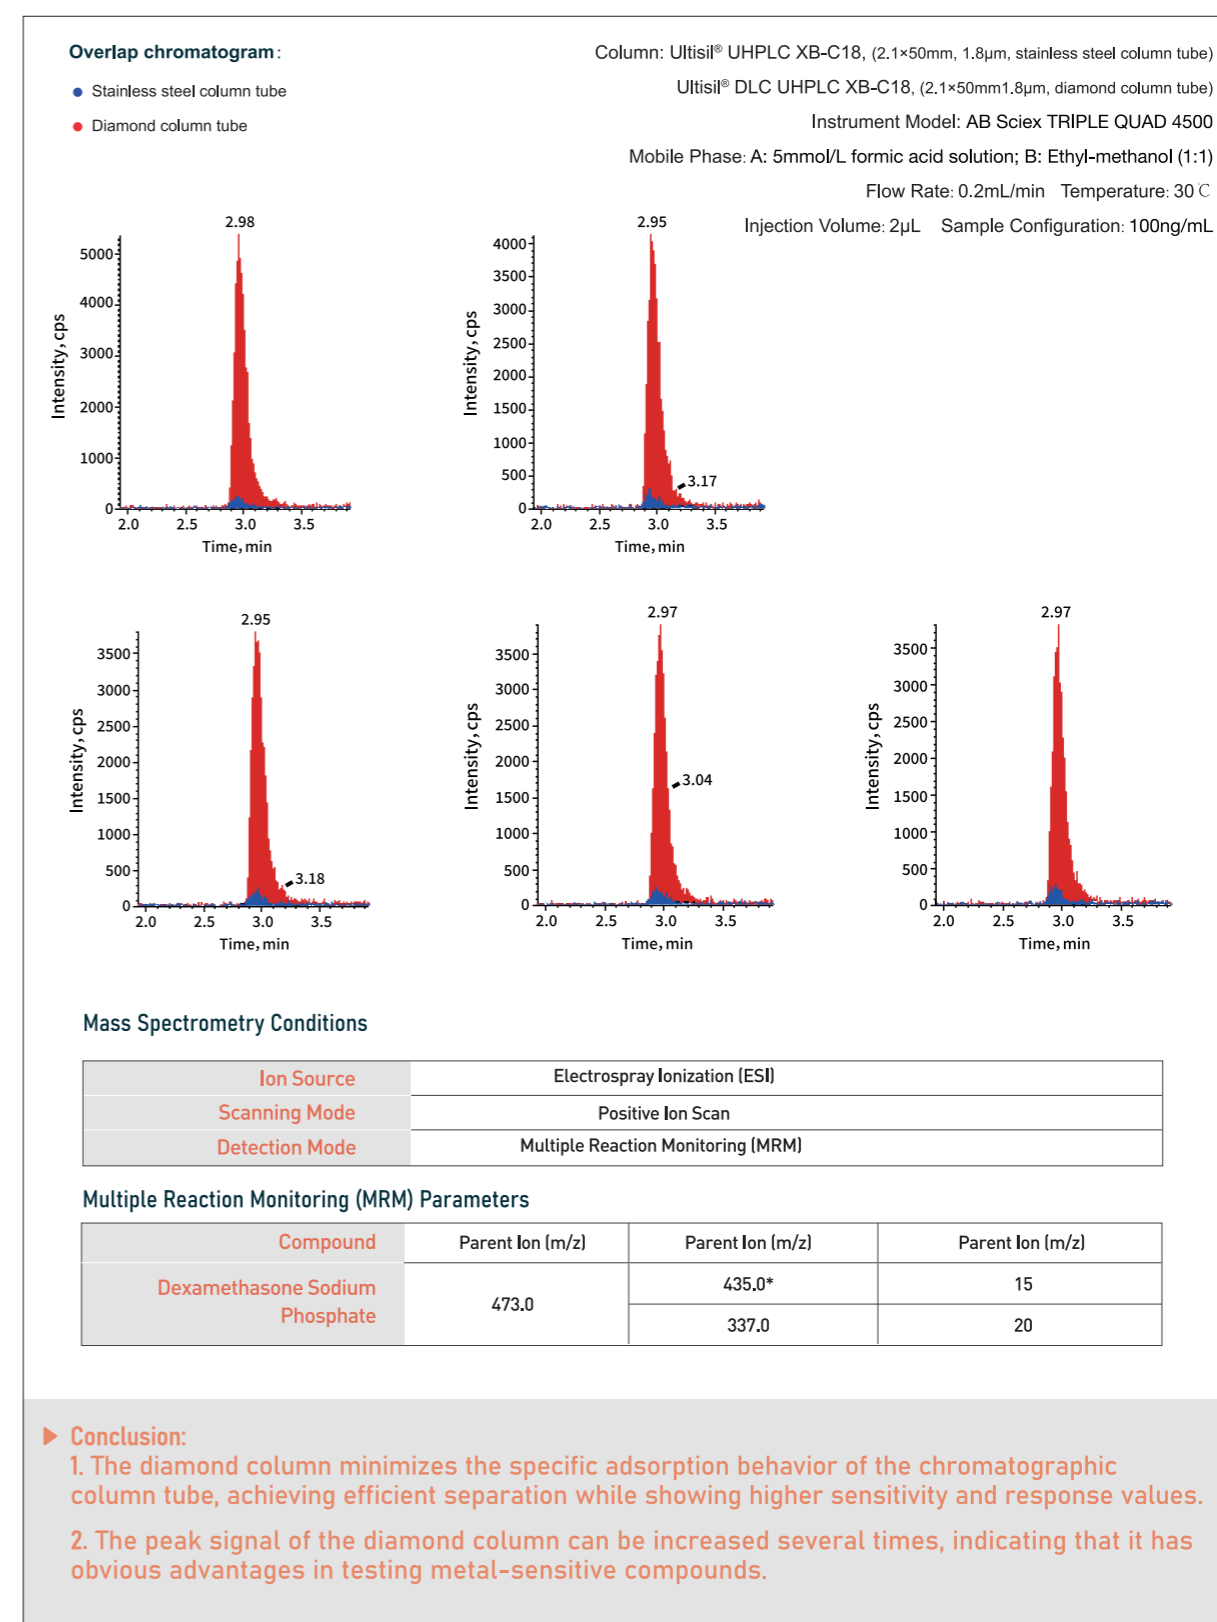 Overlap chromatogram:
Stainless steel column tube
Diamond column tube
Column: Ultisil® UHPLC XB-C18, (2.1×50mm, 1.8μm, stainless steel column tube)
Ultisil® DLC UHPLC XB-C18, (2.1×50mm1.8μm, diamond column tube)
Instrument Model: AB Sciex TRIPLE QUAD 4500
Mobile Phase: A: 5mmol/L formic acid solution; B: Ethyl-methanol (1:1)
Flow Rate: 0.2mL/min Temperature: 30℃
Injection Volume: 2μL Sample Configuration: 100ng/mL
2.98
5000
4000
3000
2000
1000
0
Intensity, cps
2.0 2.5 3.0 3.5
Time, min
2.95
4000
3500
3000
2500
2000
1500
1000
500
0
3.17
Intensity, cps
2.0 2.5 3.0 3.5
Time, min
2.95
3500
3000
2500
2000
1500
1000
500
0
3.18
Intensity, cps
2.0 2.5 3.0 3.5
Time, min
2.97
3500
3000
2500
2000
1500
1000
500
0
3.04
Intensity, cps
2.0 2.5 3.0 3.5
Time, min
2.97
3500
3000
2500
2000
1500
1000
500
0
Intensity, cps
2.0 2.5 3.0 3.5
Time, min
Mass Spectrometry Conditions
Ion Source Electrospray Ionization (ESI)
Scanning Mode Positive Ion Scan
Detection Mode Multiple Reaction Monitoring (MRM)
Multiple Reaction Monitoring (MRM) Parameters
Compound Parent Ion (m/z) Parent Ion (m/z) Parent Ion (m/z)
Dexamethasone Sodium
Phosphate
473.0
435.0* 15
337.0 20
Conclusion:
1. The diamond column minimizes the specific adsorption behavior of the chromatographic
column tube, achieving efficient separation while showing higher sensitivity and response values.
2. The peak signal of the diamond column can be increased several times, indicating that it has
obvious advantages in testing metal-sensitive compounds.